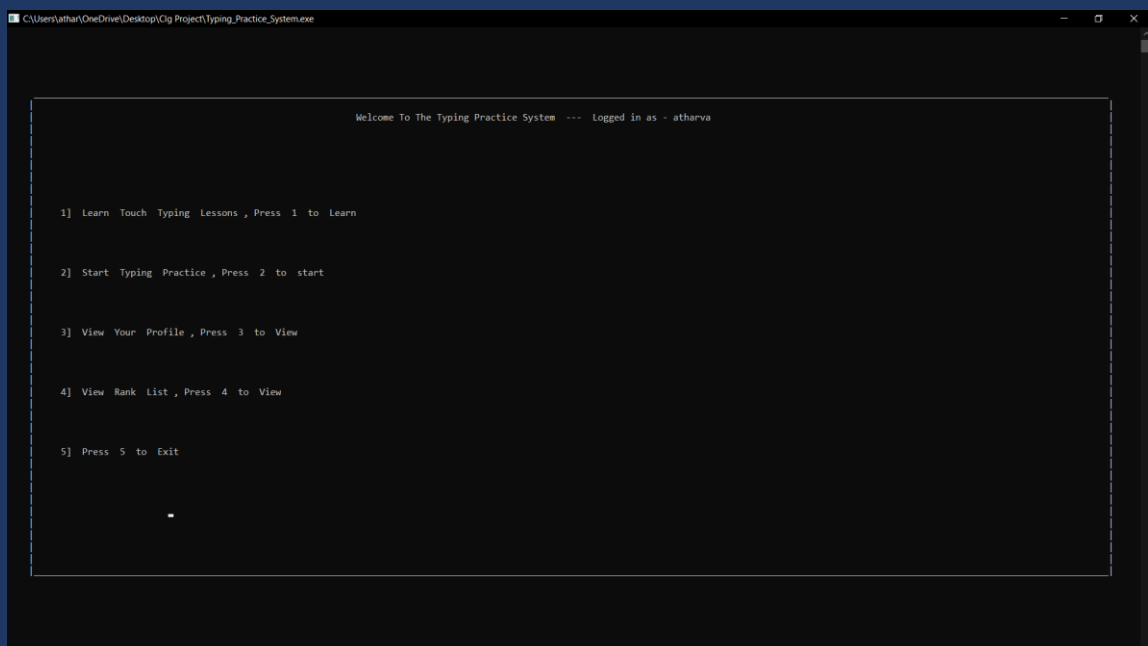 C:\Users\athar\OneDrive\Desktop\Clg Project\Typing_Practice_System.exe
Welcome To The Typing Practice System --- Logged in as - atharva
1] Learn Touch Typing Lessons , Press 1 to Learn
2] Start Typing Practice , Press 2 to start
3] View Your Profile , Press 3 to View
4] View Rank List , Press 4 to View
5] Press 5 to Exit